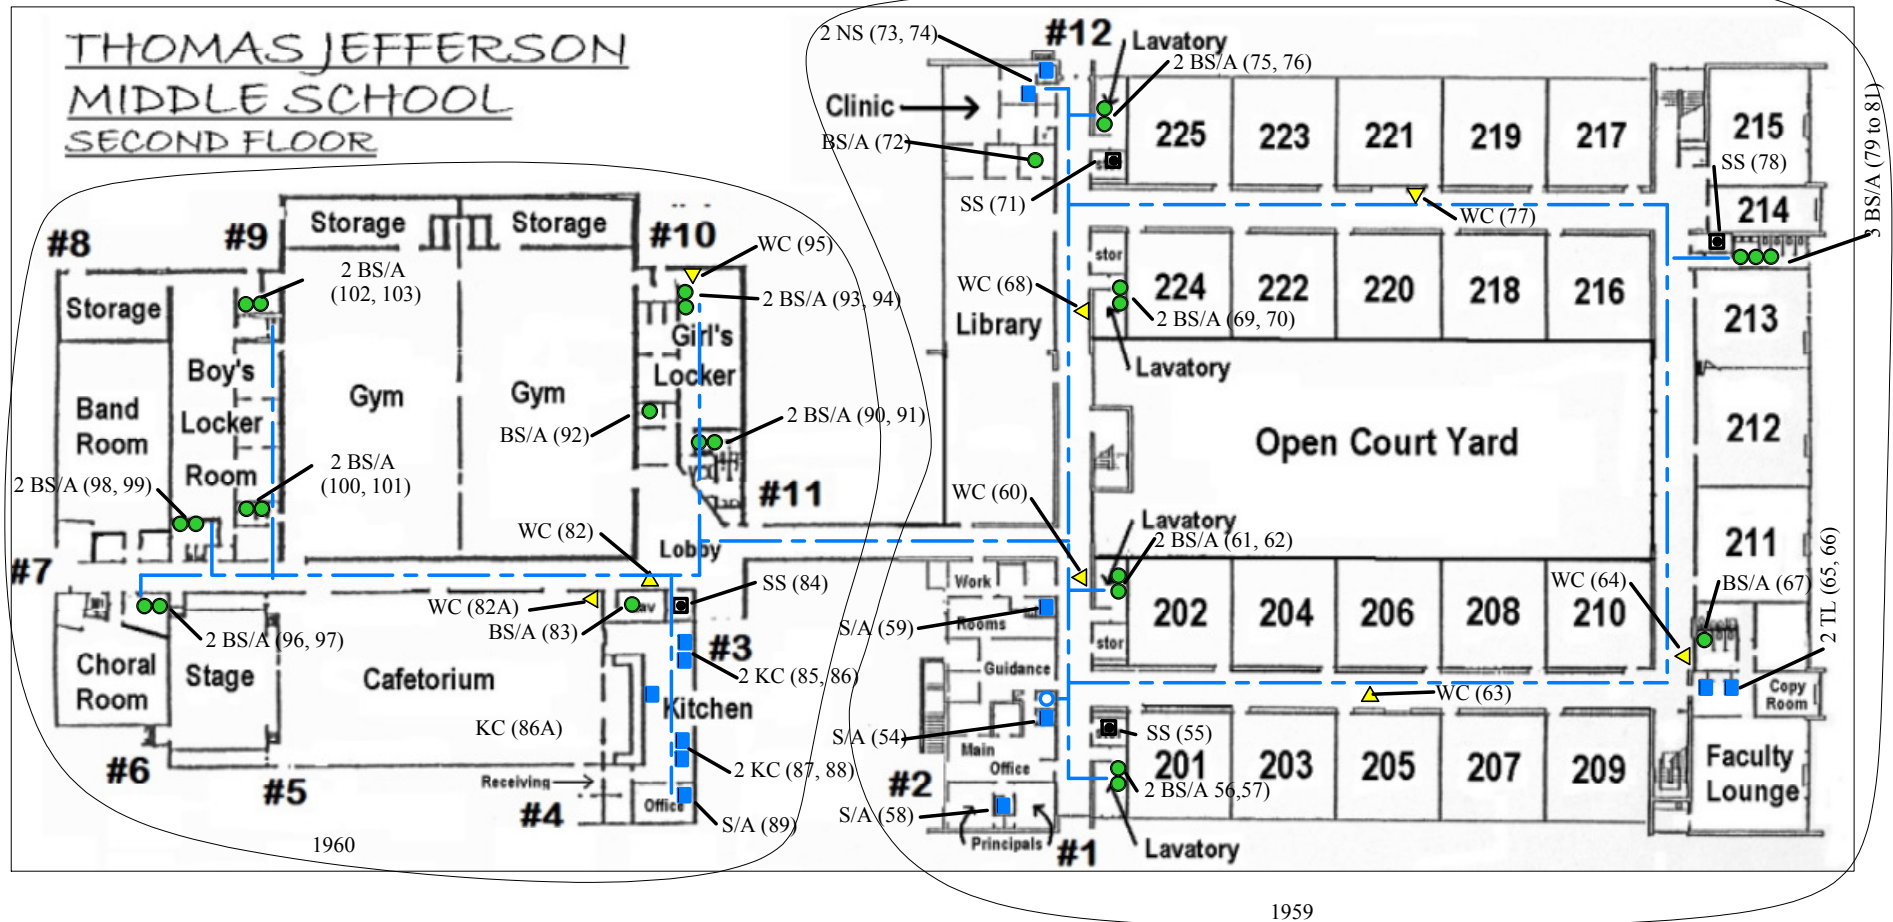 THOMAS JEFFERSON
MIDDLE SCHOOL
SECOND FLOOR
2 NS (73, 74)
#12
Lavatory
2 BS/A (75, 76)
Clinic
BS/A (72)
225
223
221
219
217
215
SS (78)
3 BS/A (79 to 81)
stor
SS (71)
WC (77)
214
#8
#9
Storage
Storage
#10
WC (95)
2 BS/A
(102, 103)
2 BS/A (93, 94)
Storage
Girl's
Locker
stor
WC (68)
224
222
220
218
216
213
Library
2 BS/A (69, 70)
Lavatory
Boy's
Locker
Room
Gym
Gym
Band
Room
BS/A (92)
2 BS/A (90, 91)
Open Court Yard
212
2 BS/A
(100, 101)
2 BS/A (98, 99)
#11
WC (60)
Lavatory
2 BS/A (61, 62)
211
WC (82)
Lobby
#7
Work
Rooms
WC (64)
BS/A (67)
2 TL (65, 66)
SS (84)
WC (82A)
BS/A (83)
S/A (59)
202
204
206
208
210
2 BS/A (96, 97)
#3
stor
Guidance
Choral
Room
Stage
Cafetorium
2 KC (85, 86)
WC (63)
Copy
Room
Kitchen
KC (86A)
S/A (54)
SS (55)
Main
Office
201
203
205
207
209
Faculty
Lounge
#6
#5
Receiving
2 KC (87, 88)
#2
2 BS/A 56,57)
#4
Office
S/A (89)
S/A (58)
Principals
#1
Lavatory
1960
1959